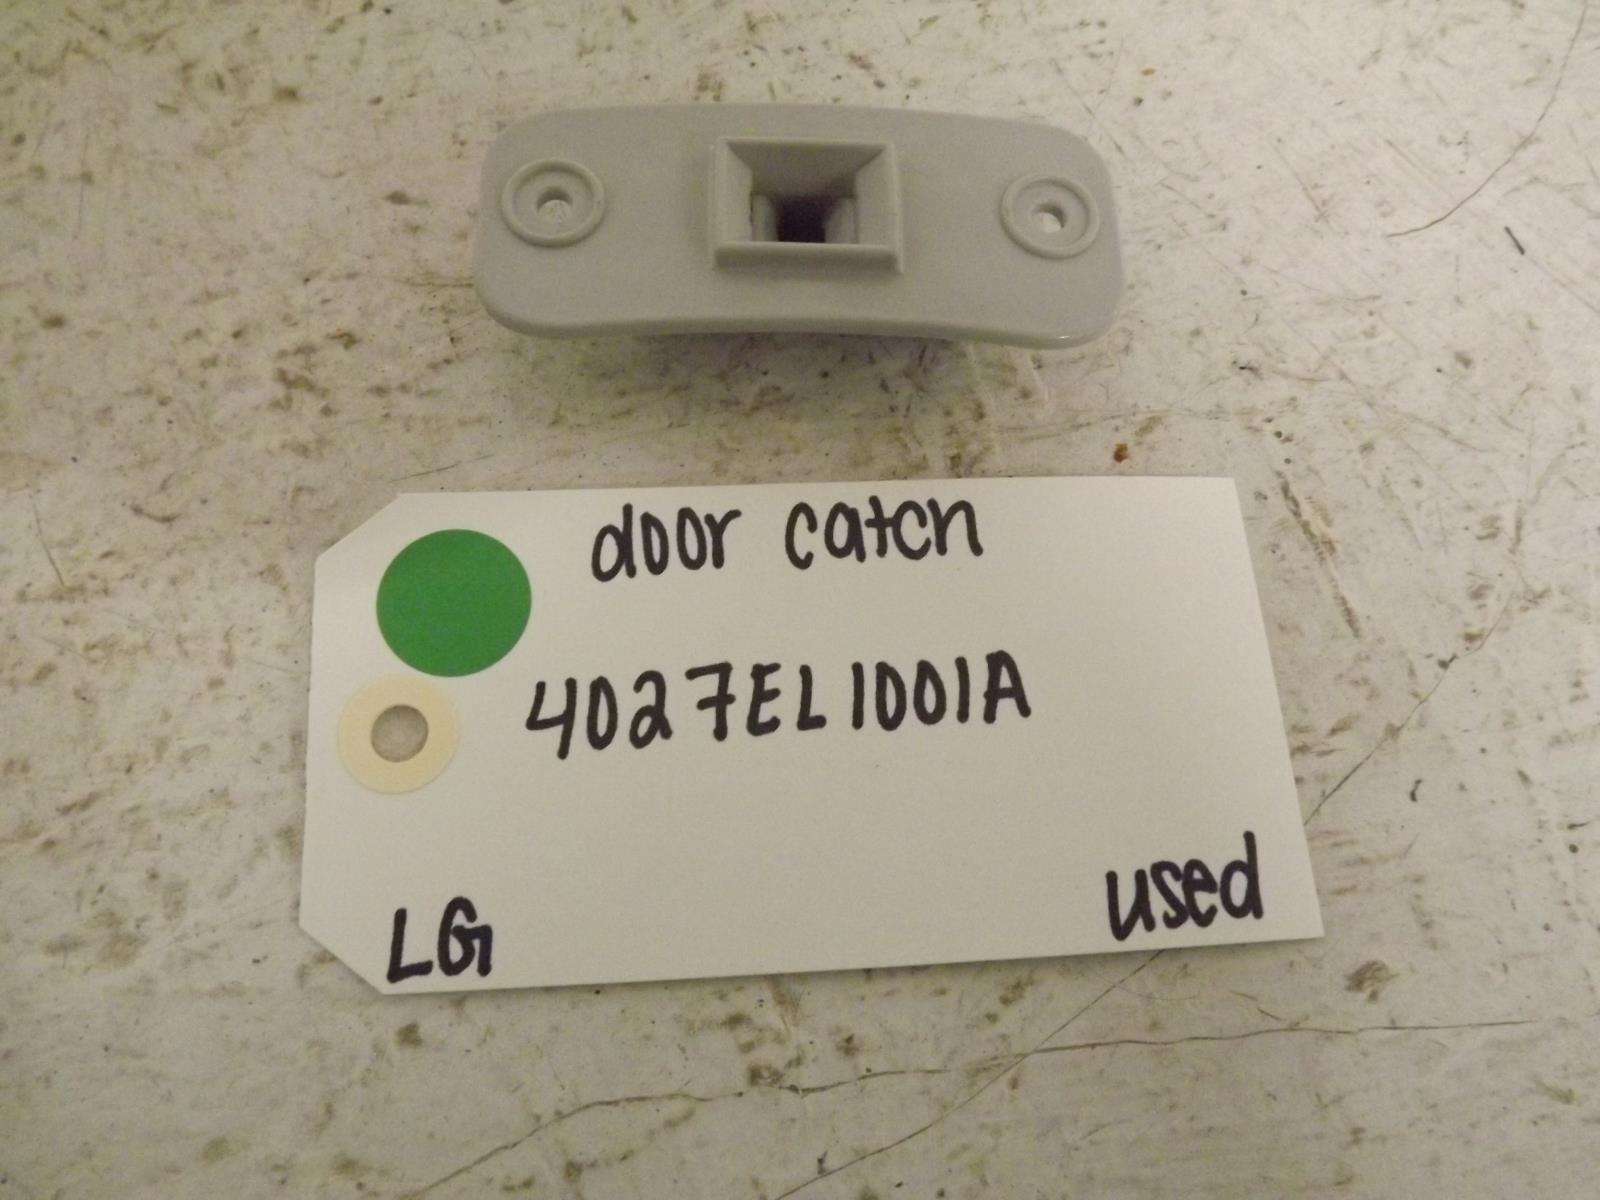 door catch
4027EL1001A
LG
used